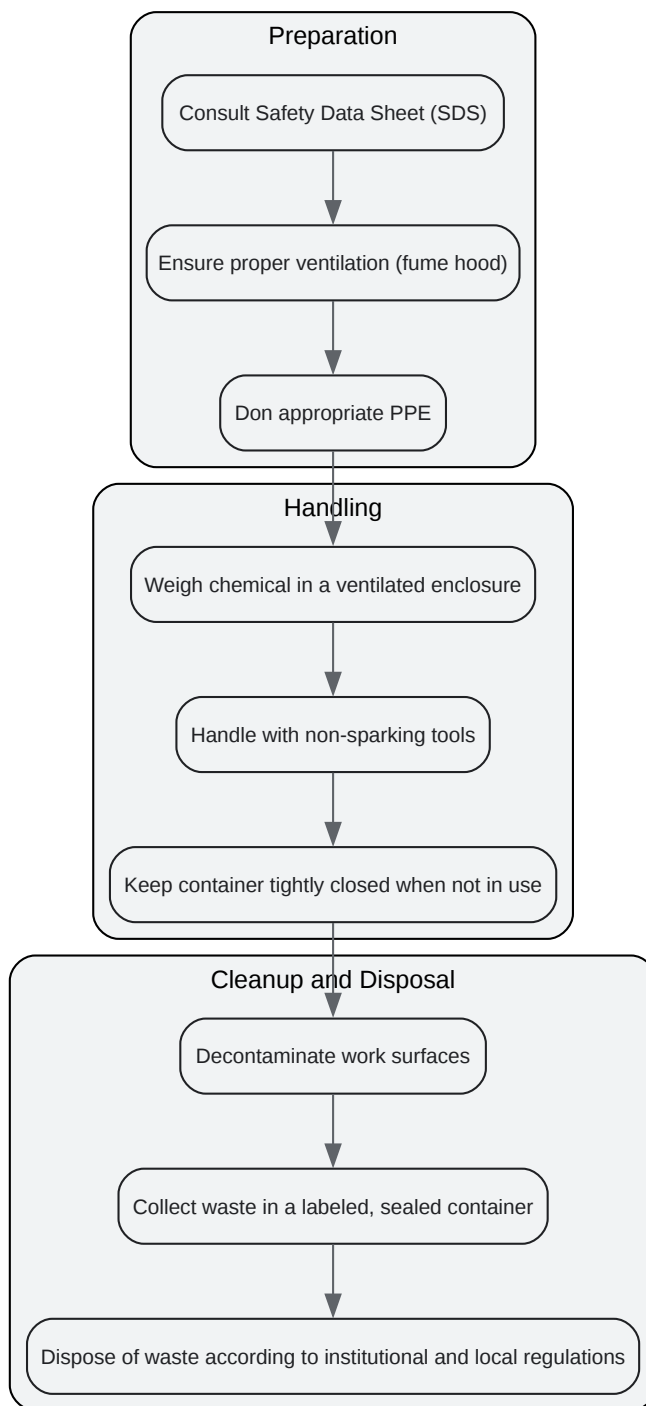 Preparation
Consult Safety Data Sheet (SDS)
Ensure proper ventilation (fume hood)
Don appropriate PPE
Handling
Weigh chemical in a ventilated enclosure
Handle with non-sparking tools
Keep container tightly closed when not in use
Cleanup and Disposal
Decontaminate work surfaces
Collect waste in a labeled, sealed container
Dispose of waste according to institutional and local regulations